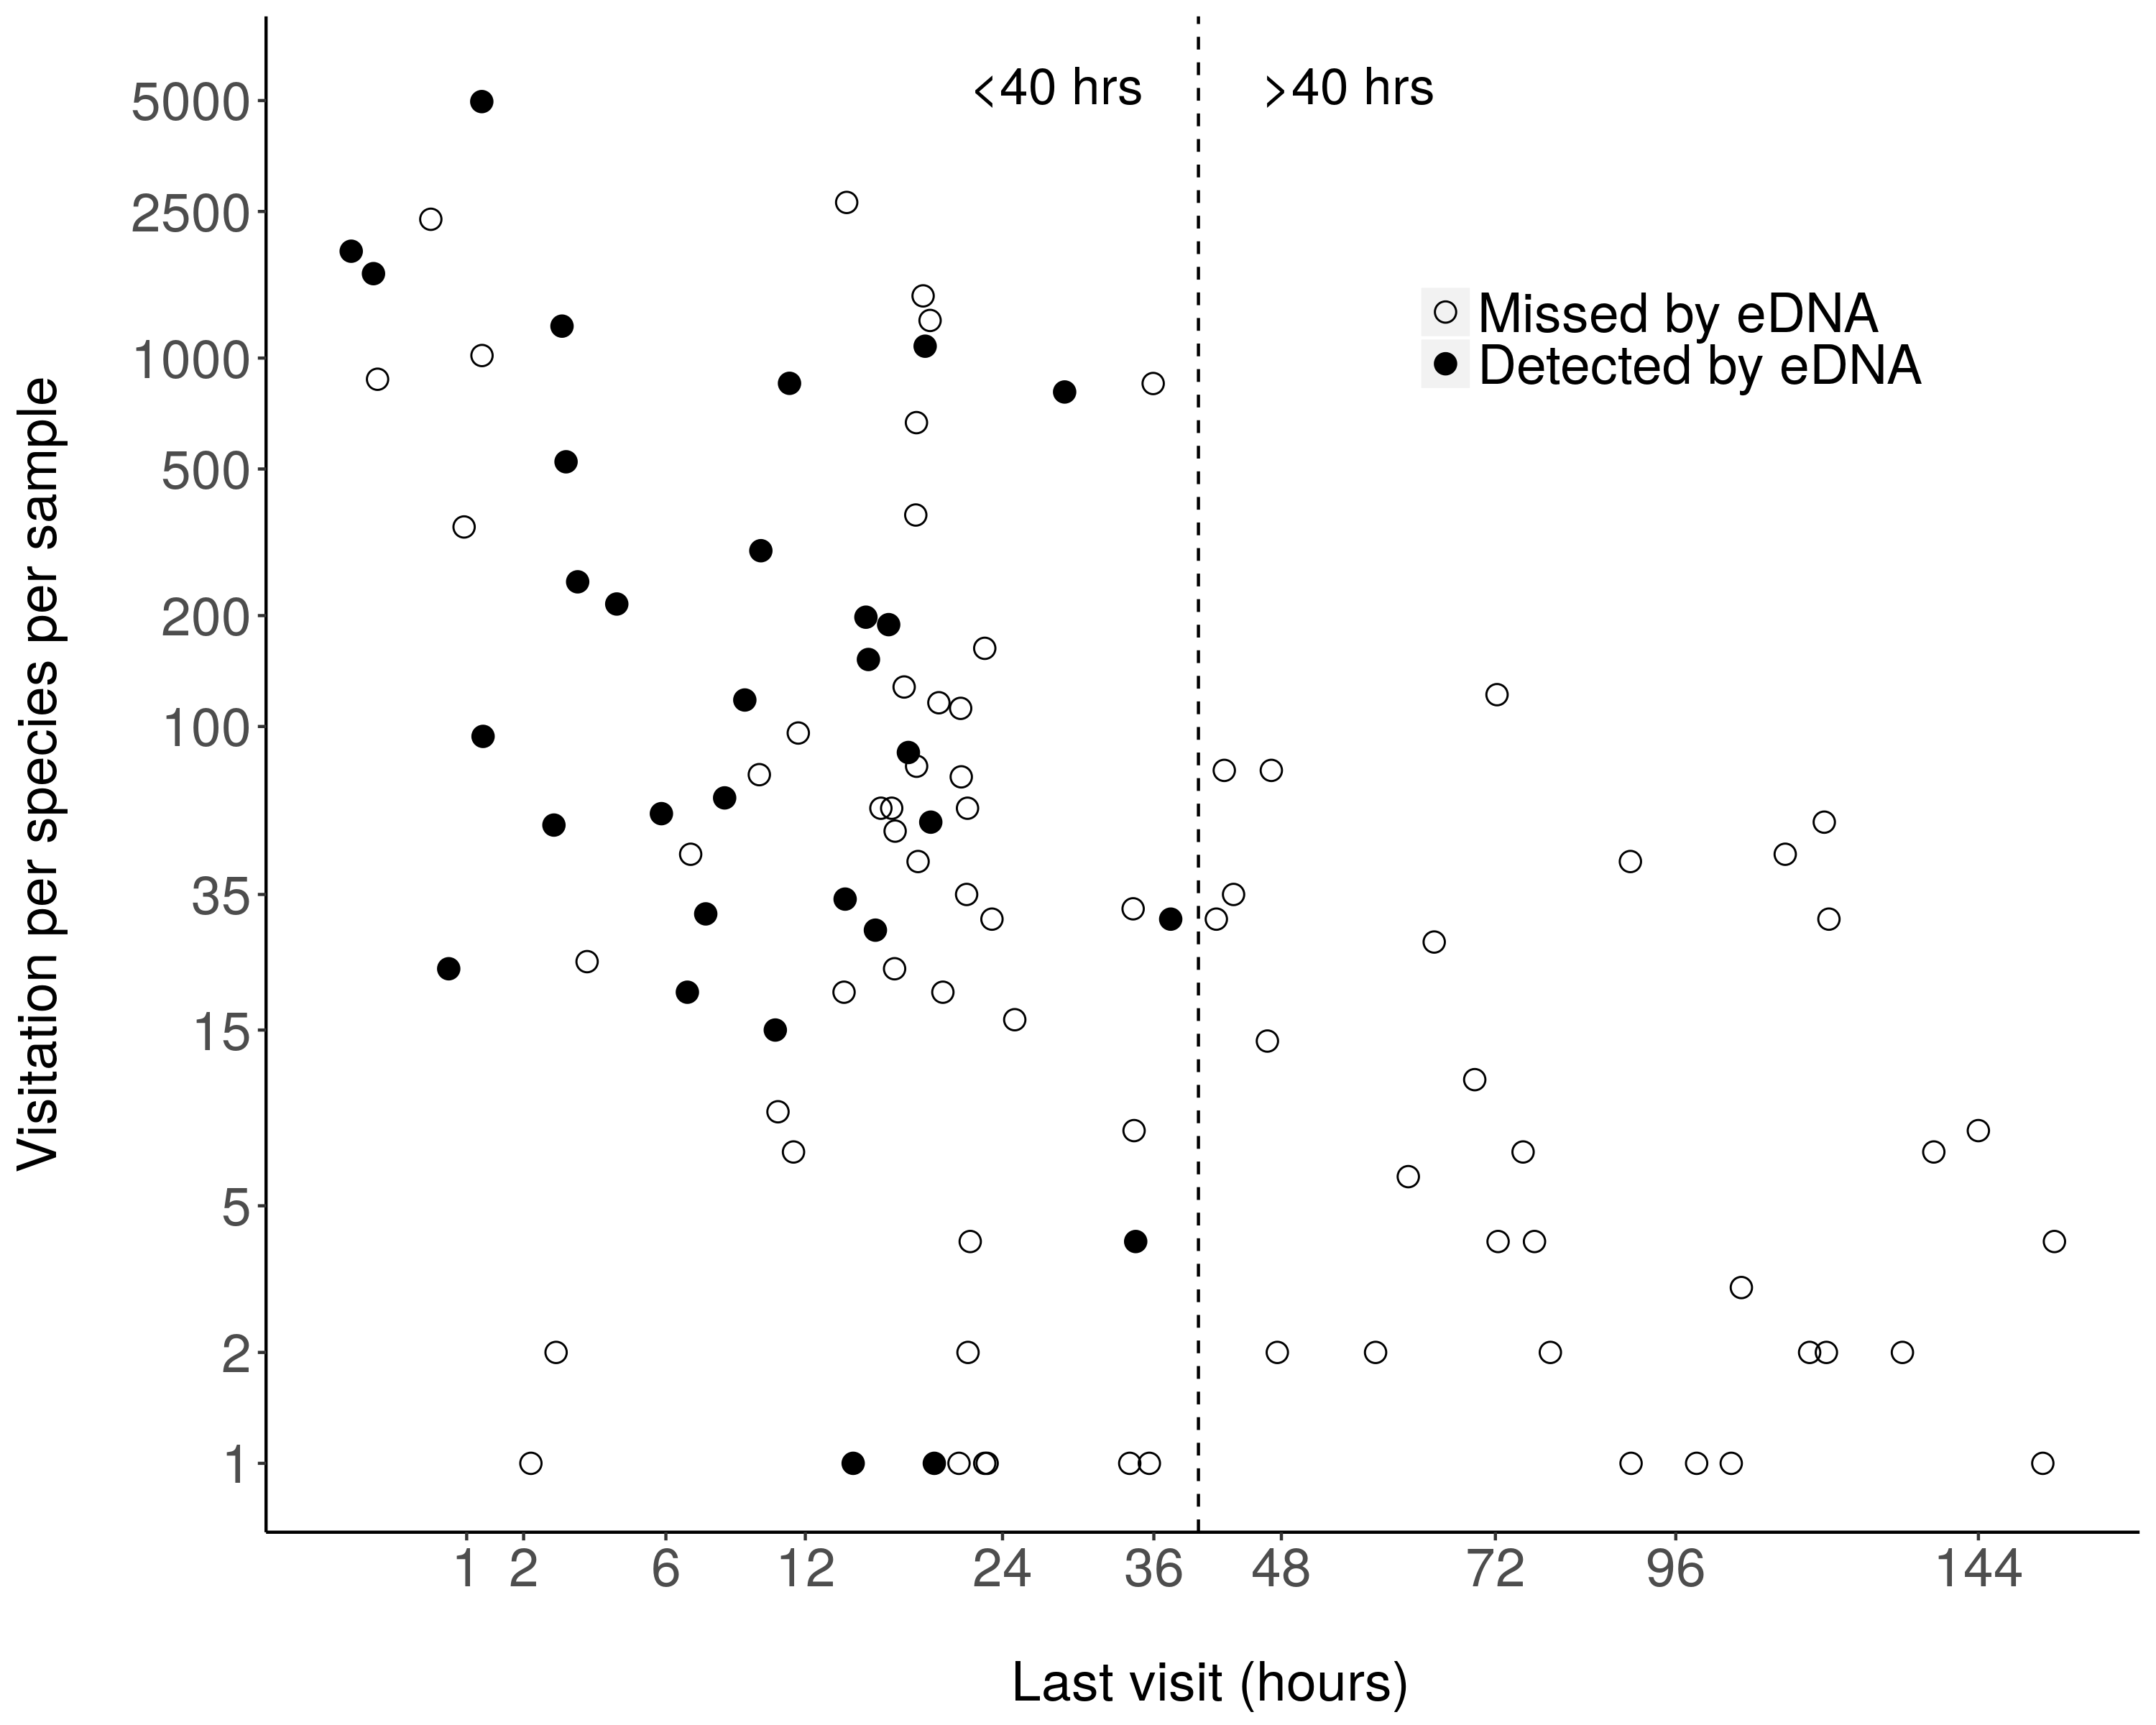 <40 hrs
>40 hrs
5000
2500
1000
500
200
100
35
15
5
2
1
Missed by eDNA
Detected by eDNA
Visitation per species per sample
1 2 6 12 24 36 48 72 96 144
Last visit (hours)